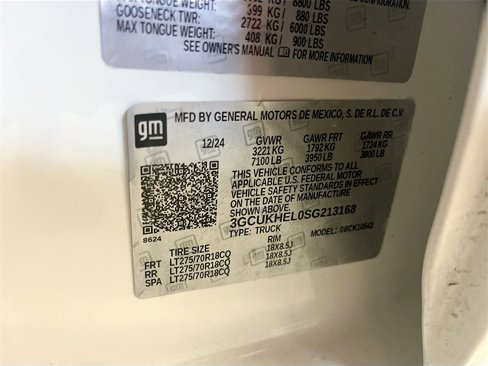 6800 LBS
GOOSENECK TWR: 399 KG/ 880 LBS
2722 KG/ 6000 LBS
MAX TONGUE WEIGHT: 408 KG/ 900 LBS
SEE OWNER'S MANUAL FOR MORE INFORMATION
gm
MFD BY GENERAL MOTORS DE MEXICO, S. DE R.L. DE C.V.
12/24 GVWR GAWR FRT GAWR RR
3221 KG 1792 KG 1724 KG
7100 LB 3950 LB 3800 LB
THIS VEHICLE CONFORMS TO ALL
APPLICABLE U.S. FEDERAL MOTOR
VEHICLE SAFETY STANDARDS IN EFFECT
ON THE DATE OF MANUFACTURE
SHOWN ABOVE
3GCUKHEL0SG213168
8624 TYPE: TRUCK MODEL: 08CK10543
TIRE SIZE RIM
FRT LT275/70R18CQ 18X8.5J
RR LT275/70R18CQ 18X8.5J
SPA LT275/70R18CQ 18X8.5J